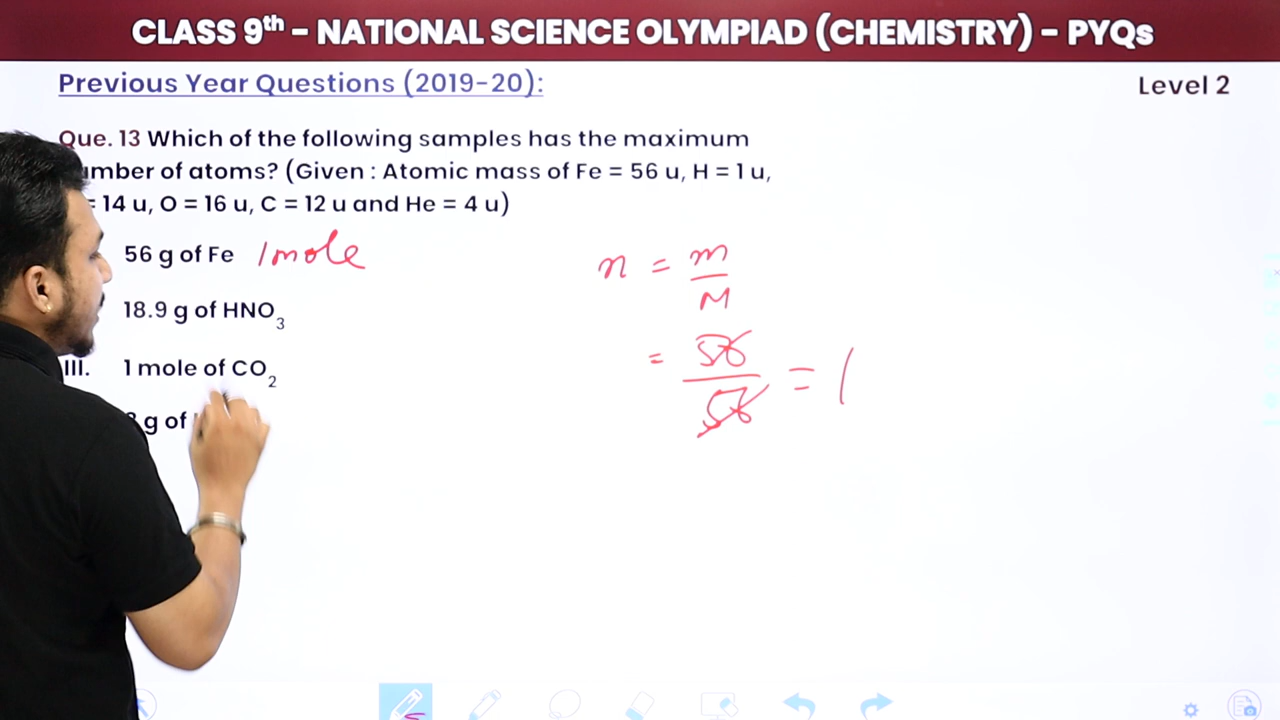 CLASS 9th – NATIONAL SCIENCE OLYMPIAD (CHEMISTRY) – PYQs
Previous Year Questions (2019-20):
Level 2
Que. 13 Which of the following samples has the maximum
mber of atoms? (Given : Atomic mass of Fe = 56 u, H = 1 u,
= 14 u, O = 16 u, C = 12 u and He = 4 u)
56 g of Fe 1 mole
18.9 g of HNO3
III. 1 mole of CO2
g of
n = m
M
= 56
56 = 1